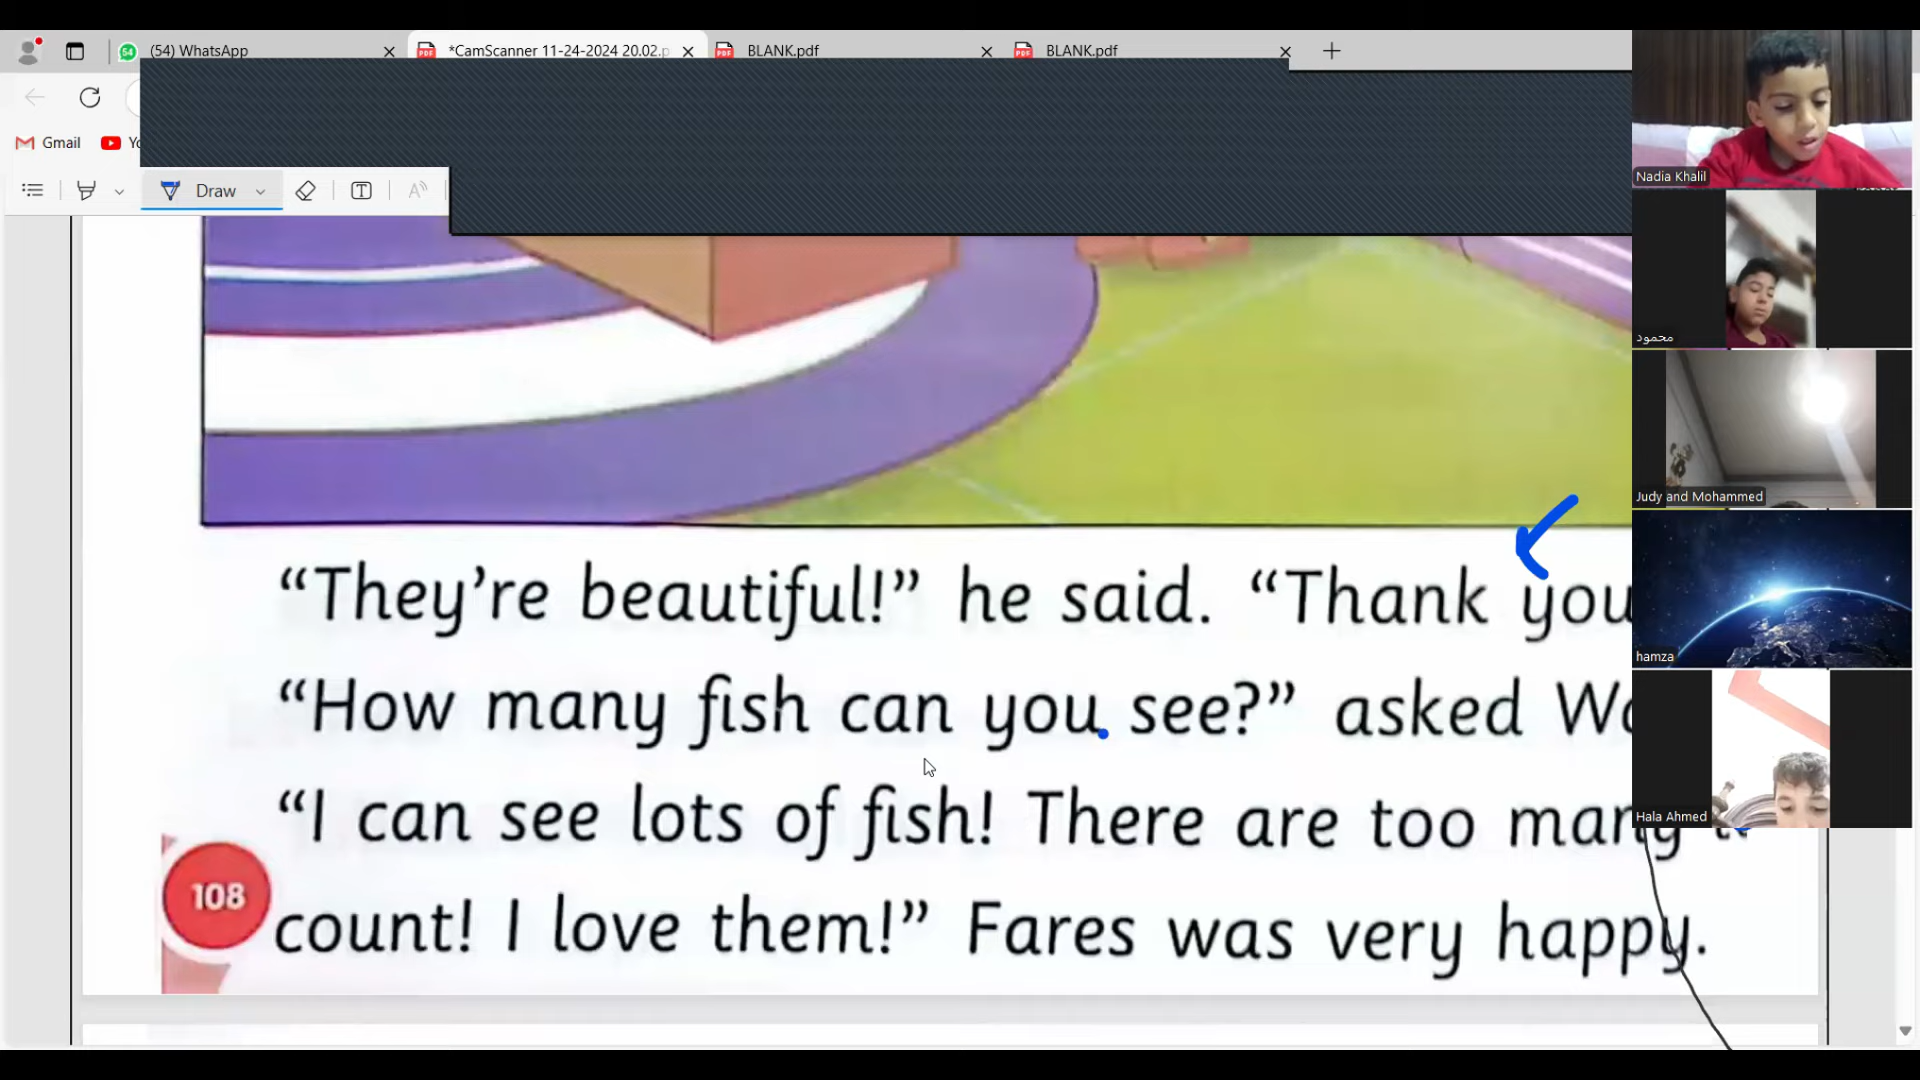 (54) WhatsApp
*CamScanner 11-24-2024 20.02.p
BLANK.pdf
BLANK.pdf
Gmail
Draw
Nadia Khalil
محمود
Judy and Mohammed
hamza
Hala Ahmed
“They’re beautiful!” he said. “Thank you
“How many fish can you see?” asked
“I can see lots of fish! There are too many
108
count! I love them!” Fares was very happy.